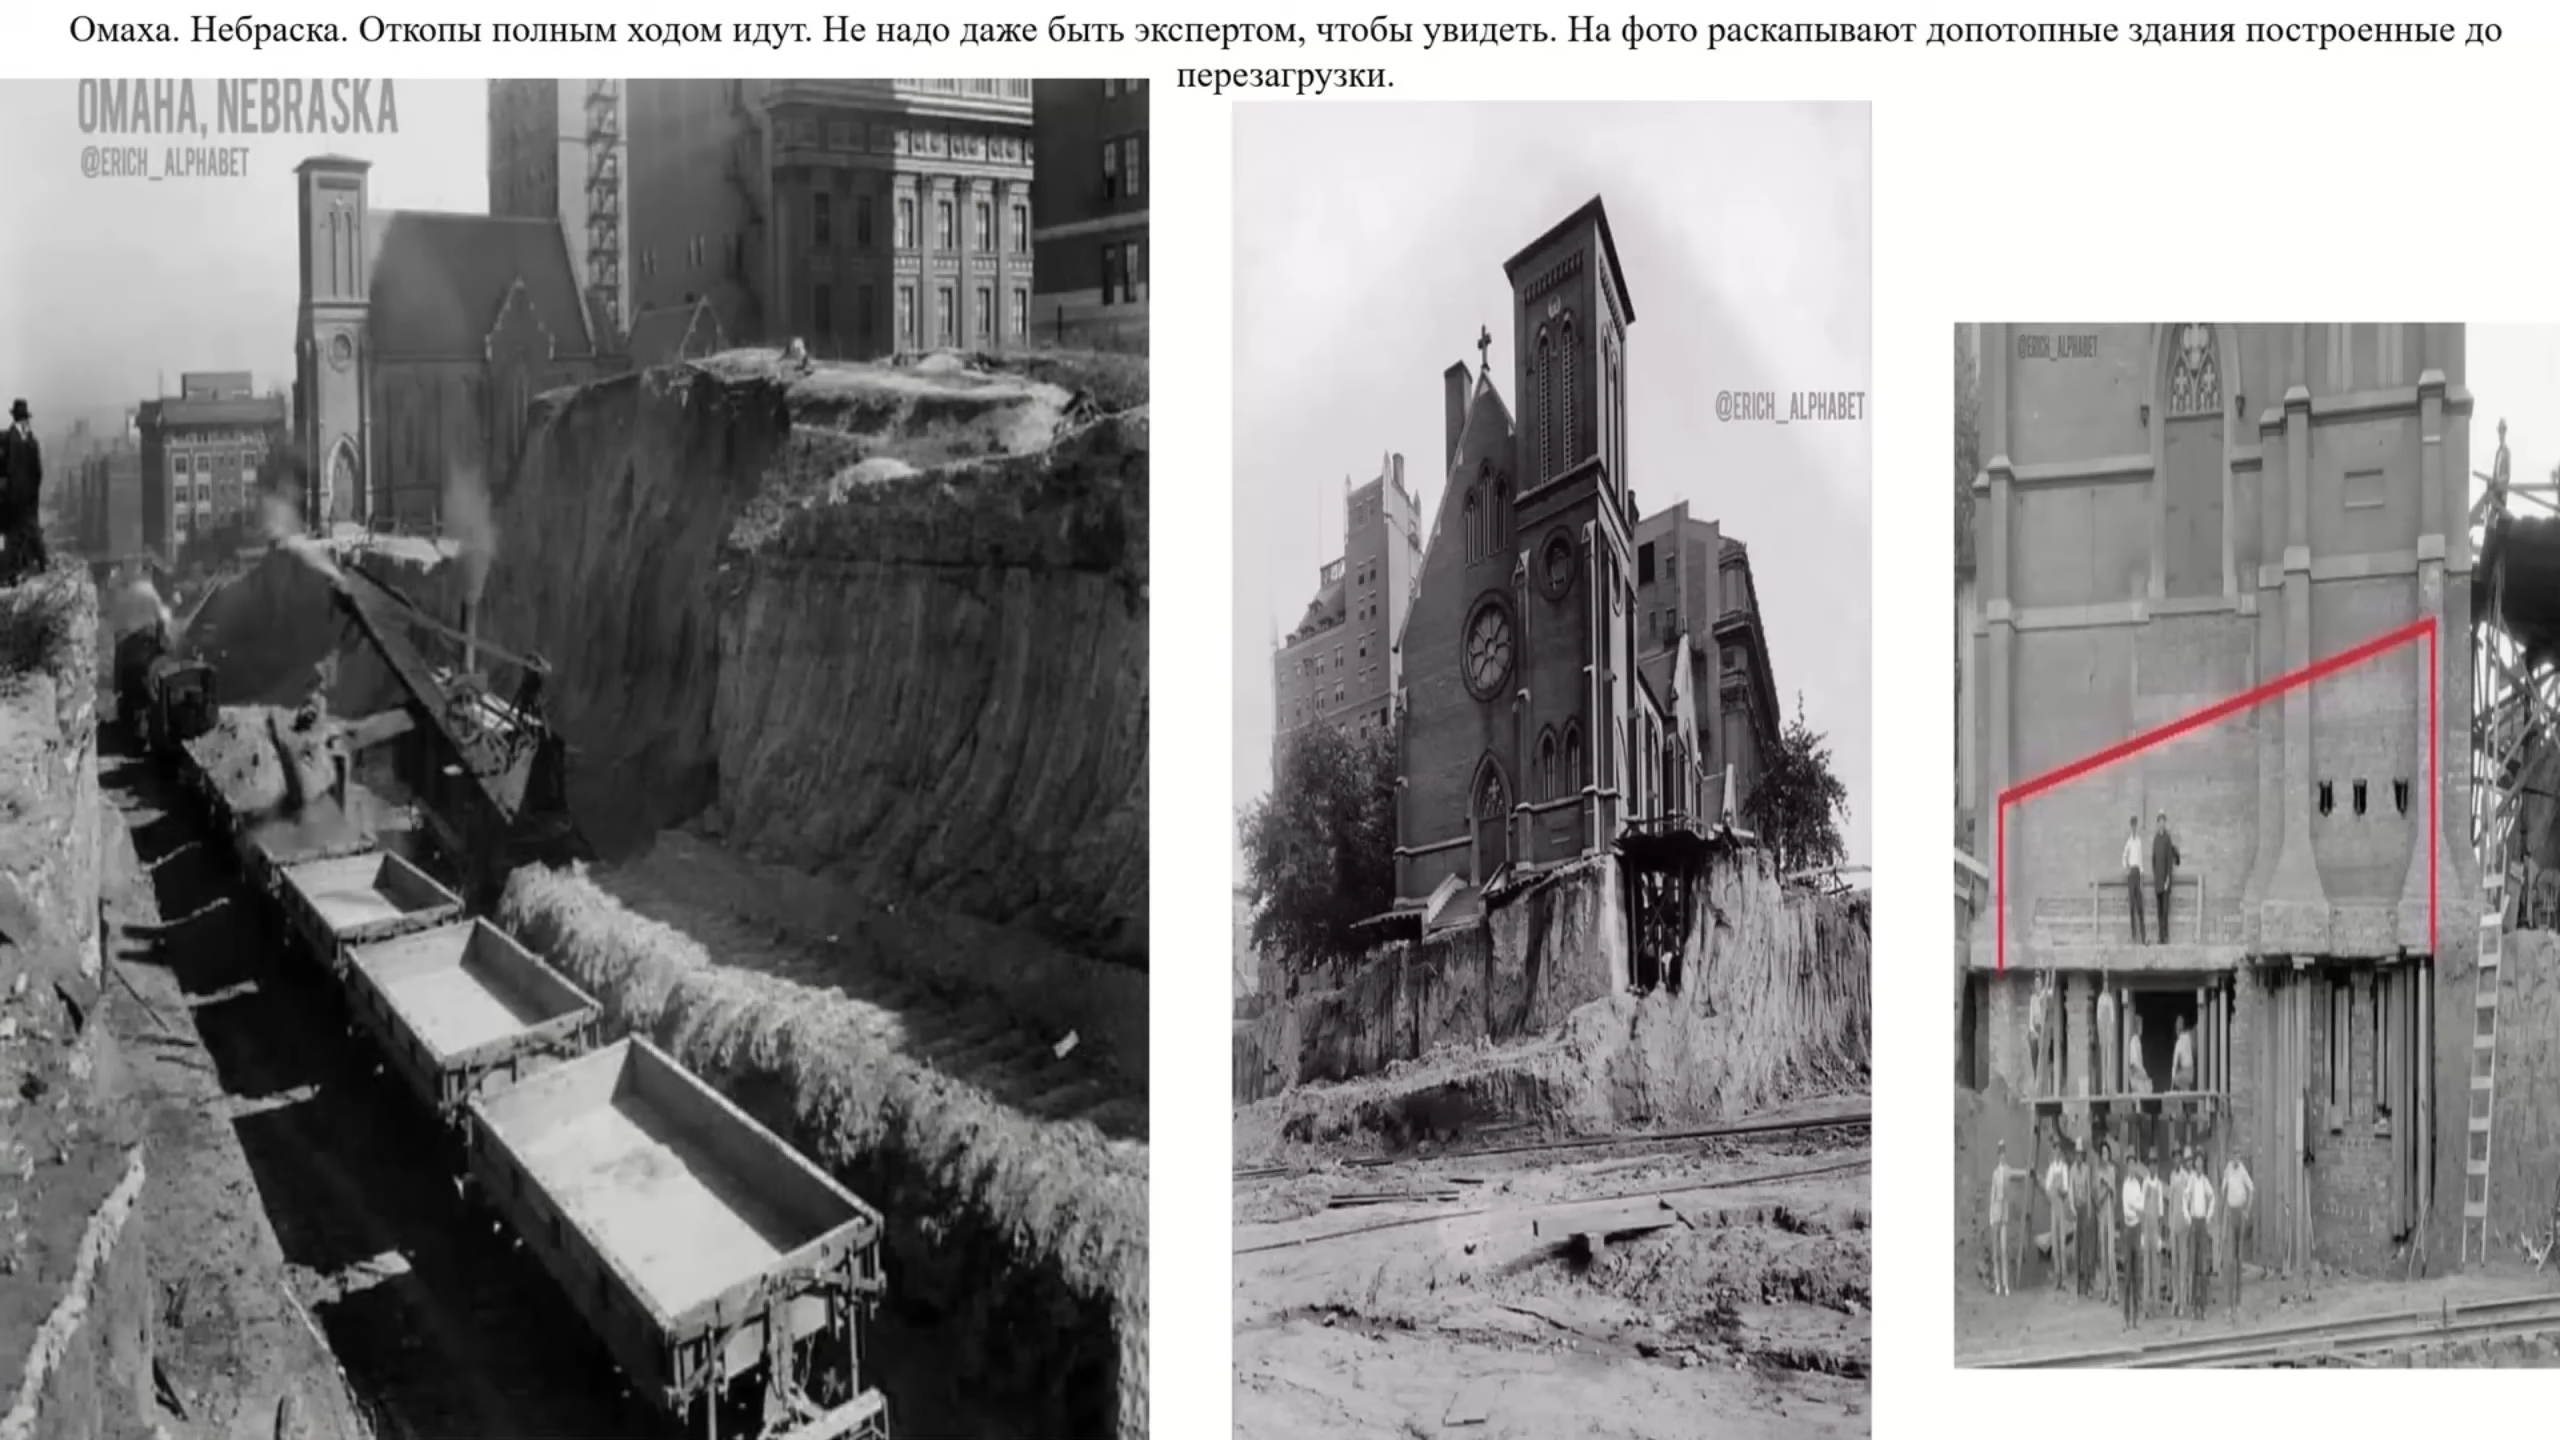 Омаха. Небраска. Откопы полным ходом идут. Не надо даже быть экспертом, чтобы увидеть. На фото раскапывают допотопные здания построенные до
перезагрузки.
OMAHA, NEBRASKA
@ERICH_ALPHABET
@ERICH_ALPHABET
@ERICH_ALPHABET